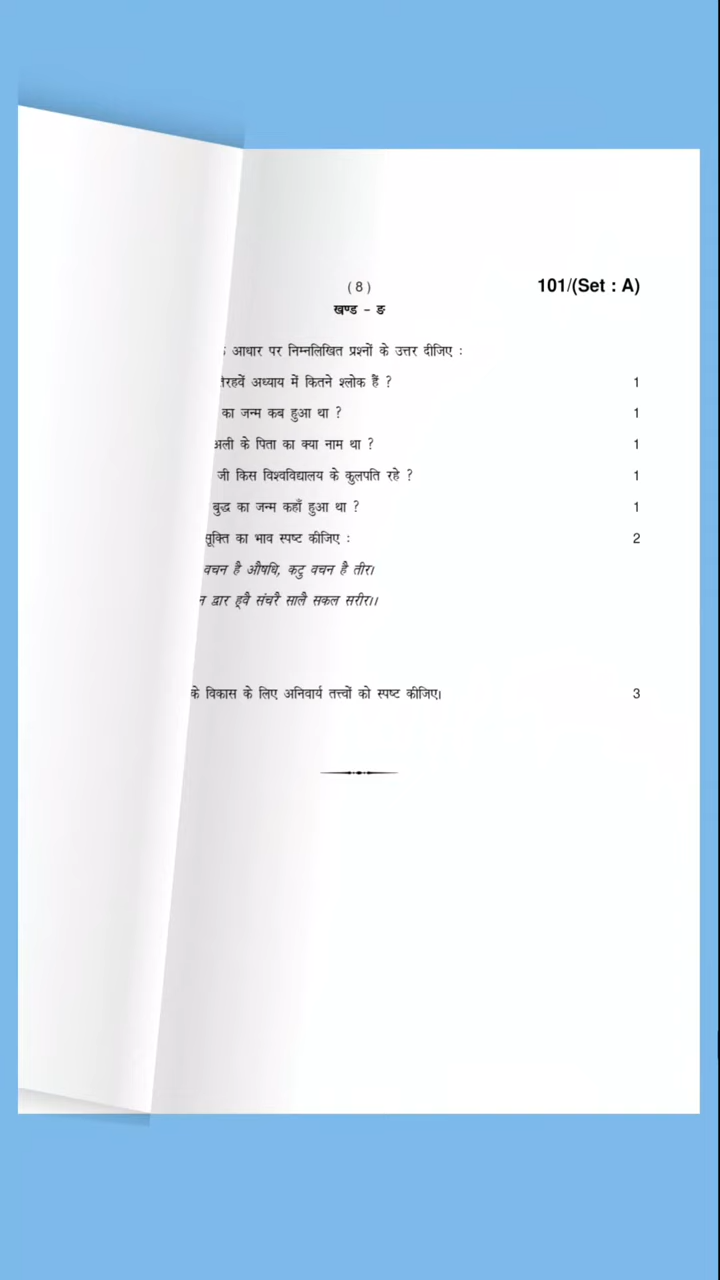 (8)
101/(Set : A)
खण्ड - ङ
आधार पर निम्नलिखित प्रश्नों के उत्तर दीजिए :
अध्याय में कितने श्लोक हैं ? 1
का जन्म कब हुआ था ? 1
अली के पिता का क्या नाम था ? 1
जी किस विश्वविद्यालय के कुलपति रहे ? 1
बुद्ध का जन्म कहाँ हुआ था ? 1
सूक्ति का भाव स्पष्ट कीजिए : 2
वचन है औषधि, कटु वचन है तीर।
द्वार ह्वै संचरै सालै सकल सरीर।।
के विकास के लिए अनिवार्य तत्त्वों को स्पष्ट कीजिए। 3